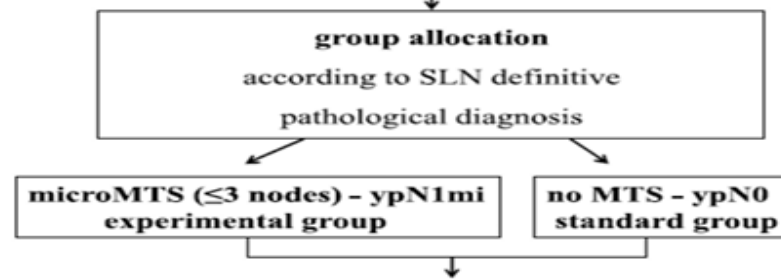 group allocation
according to SLN definitive
pathological diagnosis
microMTS (≤3 nodes) – ypN1mi
experimental group
no MTS – ypN0
standard group